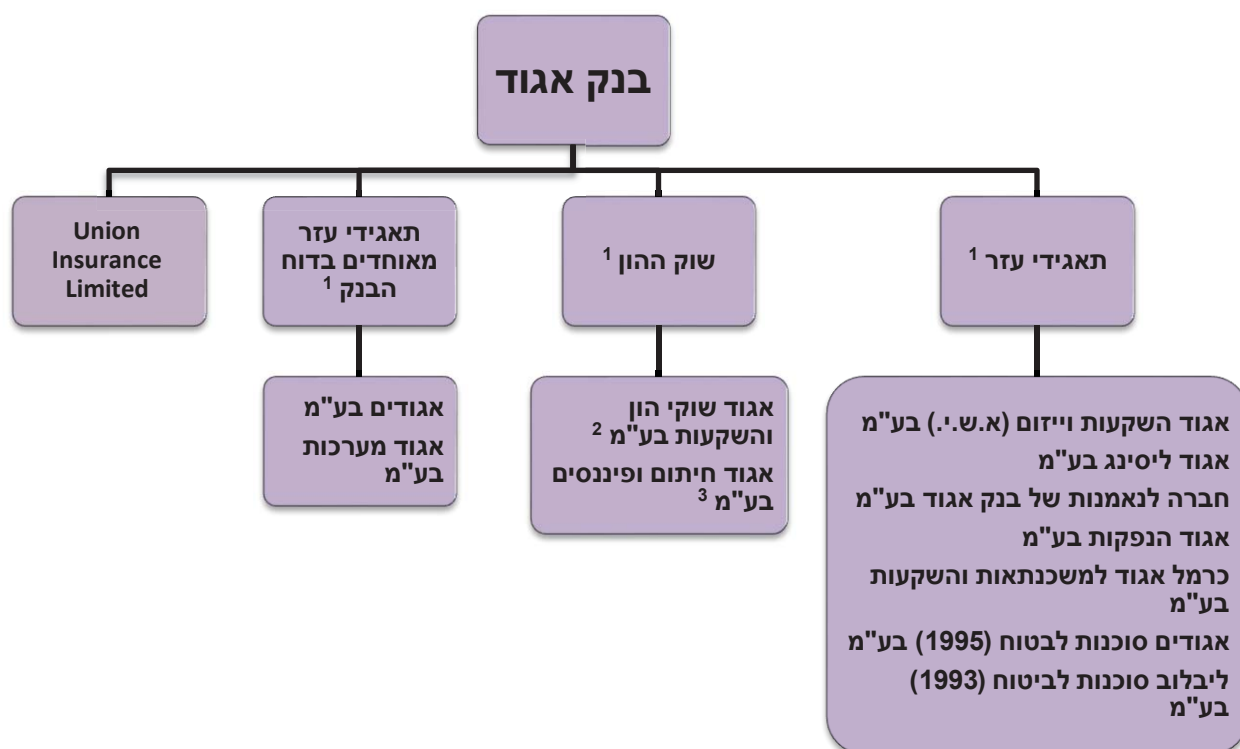 בנק אגוד
תאגידי עזר 1
שוק ההון 1
תאגידי עזר
מאוחדים בדוח
הבנק 1
Union
Insurance
Limited
אגוד השקעות וייזום (א.ש.י.) בע"מ
אגוד ליסינג בע"מ
חברה לנאמנות של בנק אגוד בע"מ
אגוד הנפקות בע"מ
כרמל אגוד למשכנתאות והשקעות
בע"מ
אגודים סוכנות לבטוח (1995) בע"מ
ליבלוב סוכנות לביטוח (1993)
בע"מ
אגוד שוקי הון
והשקעות בע"מ 2
אגוד חיתום ופיננסים
בע"מ 3
אגודים בע"מ
אגוד מערכות
בע"מ